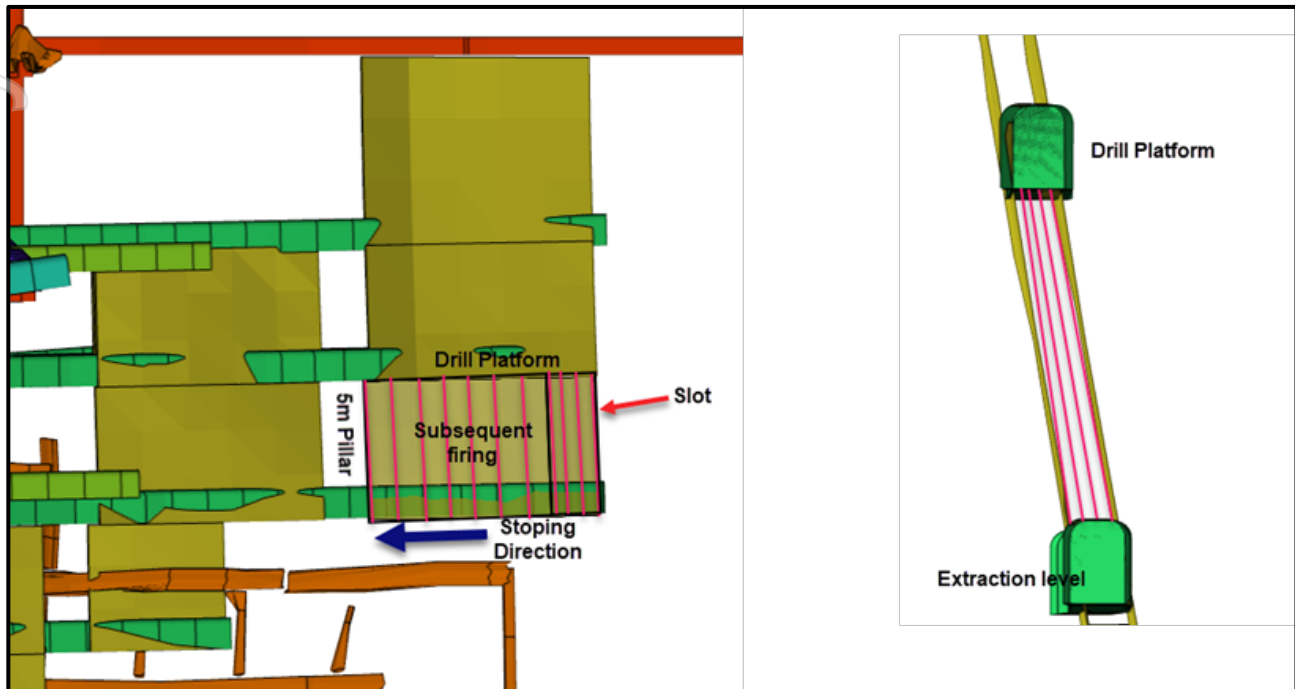 Drill Platform
5m Pillar
Subsequent
firing
Slot
Stoping
Direction
Drill Platform
Extraction level